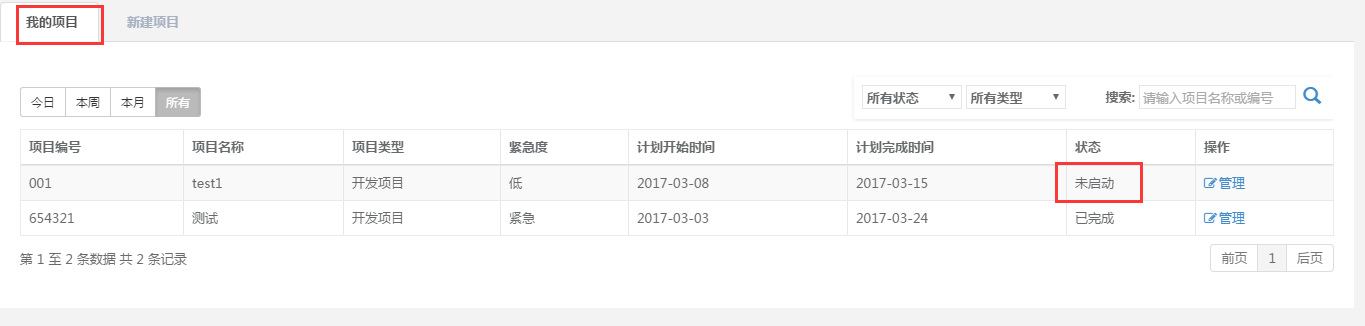 我的项目 新建项目
今日 本周 本月 所有 所有状态 所有类型 搜索: 请输入项目名称或编号
项目编号 项目名称 项目类型 紧急度 计划开始时间 计划完成时间 状态 操作
001 test1 开发项目 低 2017-03-08 2017-03-15 未启动 管理
654321 测试 开发项目 紧急 2017-03-03 2017-03-24 已完成 管理
第 1 至 2 条数据 共 2 条记录 前页 1 后页